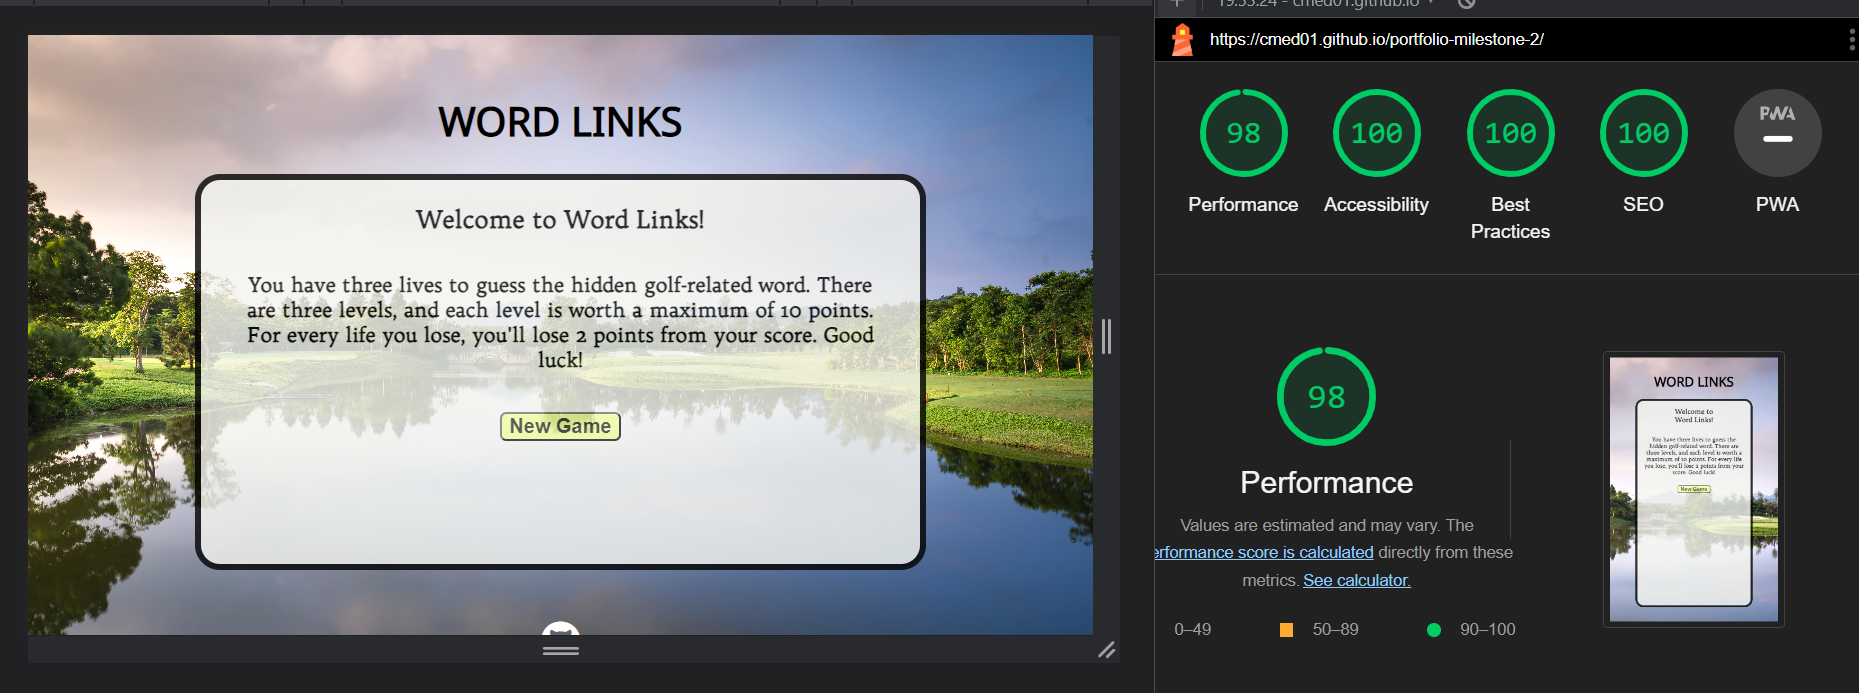 19:55:24 - cmed01.github.io
https://cmed01.github.io/portfolio-milestone-2/
WORD LINKS
Welcome to Word Links!
You have three lives to guess the hidden golf-related word. There
are three levels, and each level is worth a maximum of 10 points.
For every life you lose, you'll lose 2 points from your score. Good
luck!
New Game
98
100
100
100
PWA
Performance
Accessibility
Best
Practices
SEO
PWA
98
Performance
Values are estimated and may vary. The
erformance score is calculated directly from these
metrics. See calculator.
0–49
50–89
90–100
WORD LINKS
Welcome to
Word Links!
You have three lives to guess the
hidden golf-related word. There are
three levels, and each level is worth a
maximum of 10 points. For every life
you lose, you'll lose 2 points from your
score. Good luck!
New Game